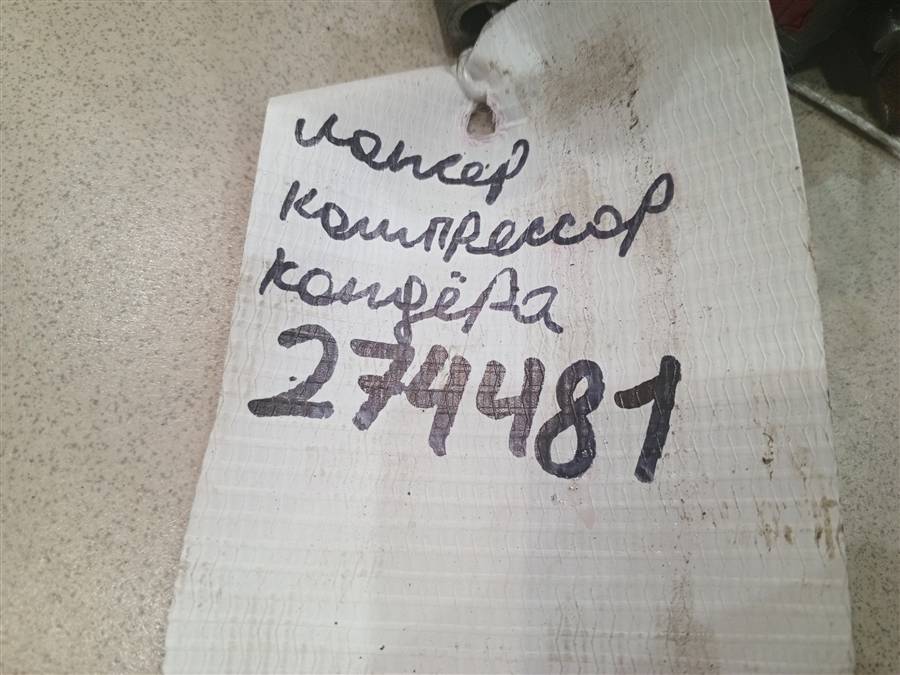 лансер
компрессор
кондёра
274481